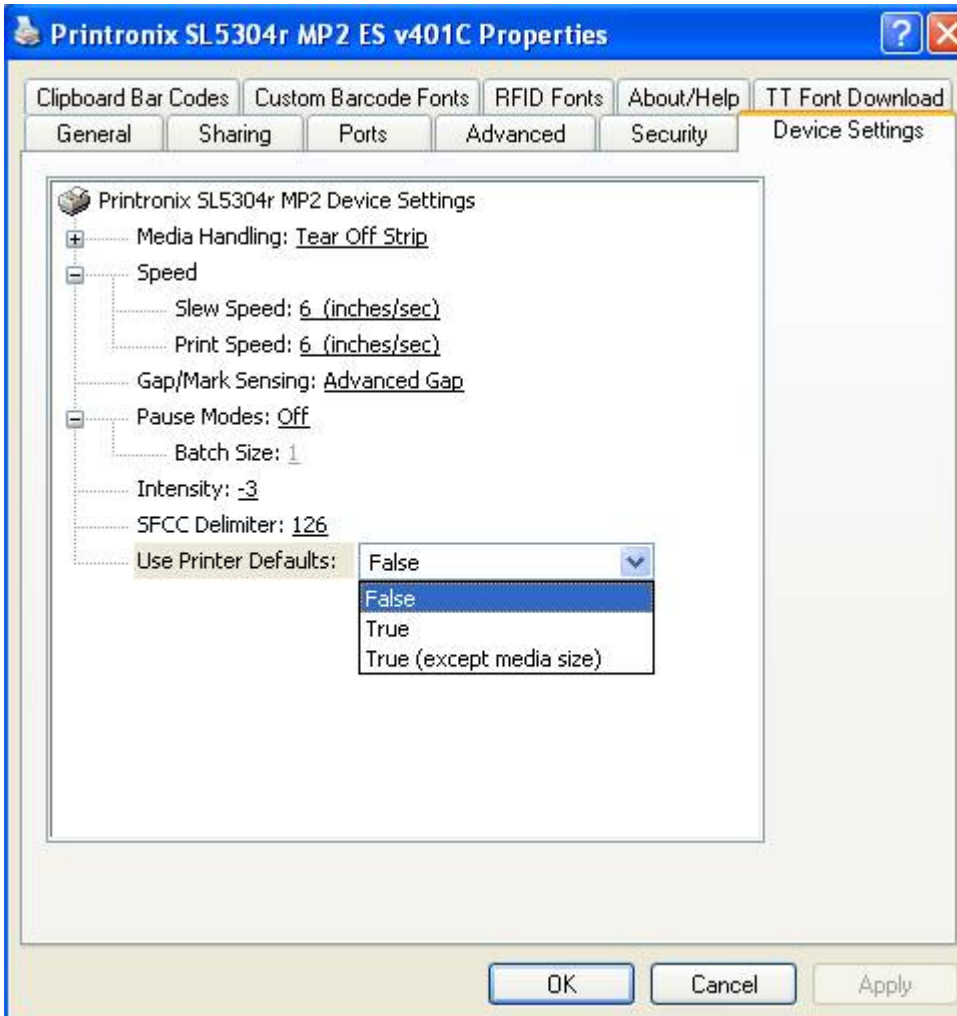 Printronix SL5304r MP2 ES v401C Properties
Clipboard Bar Codes Custom Barcode Fonts RFID Fonts About/Help TT Font Download
General Sharing Ports Advanced Security Device Settings
Printronix SL5304r MP2 Device Settings
Media Handling: Tear Off Strip
Speed
Slew Speed: 6 (inches/sec)
Print Speed: 6 (inches/sec)
Gap/Mark Sensing: Advanced Gap
Pause Modes: Off
Batch Size: 1
Intensity: -3
SFCC Delimiter: 126
Use Printer Defaults: False
False
True
True (except media size)
OK Cancel Apply